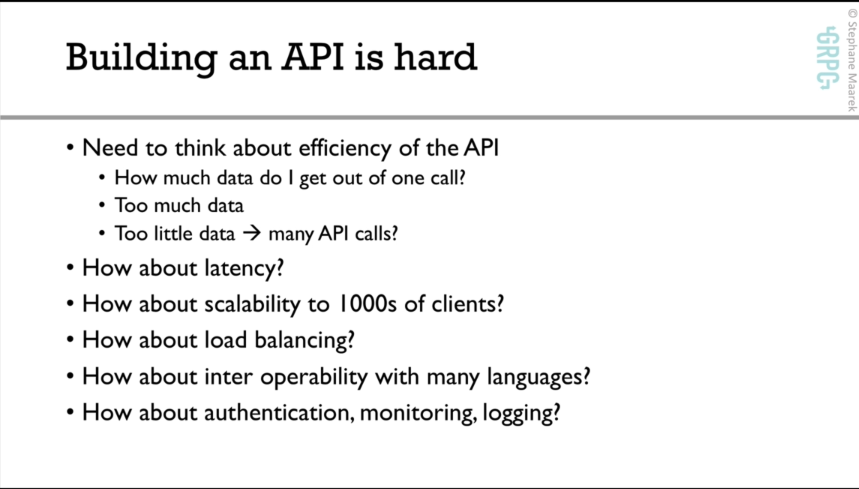 Building an API is hard
• Need to think about efficiency of the API
• How much data do I get out of one call?
• Too much data
• Too little data → many API calls?
• How about latency?
• How about scalability to 1000s of clients?
• How about load balancing?
• How about inter operability with many languages?
• How about authentication, monitoring, logging?
GRPC
© Stephane Maarek